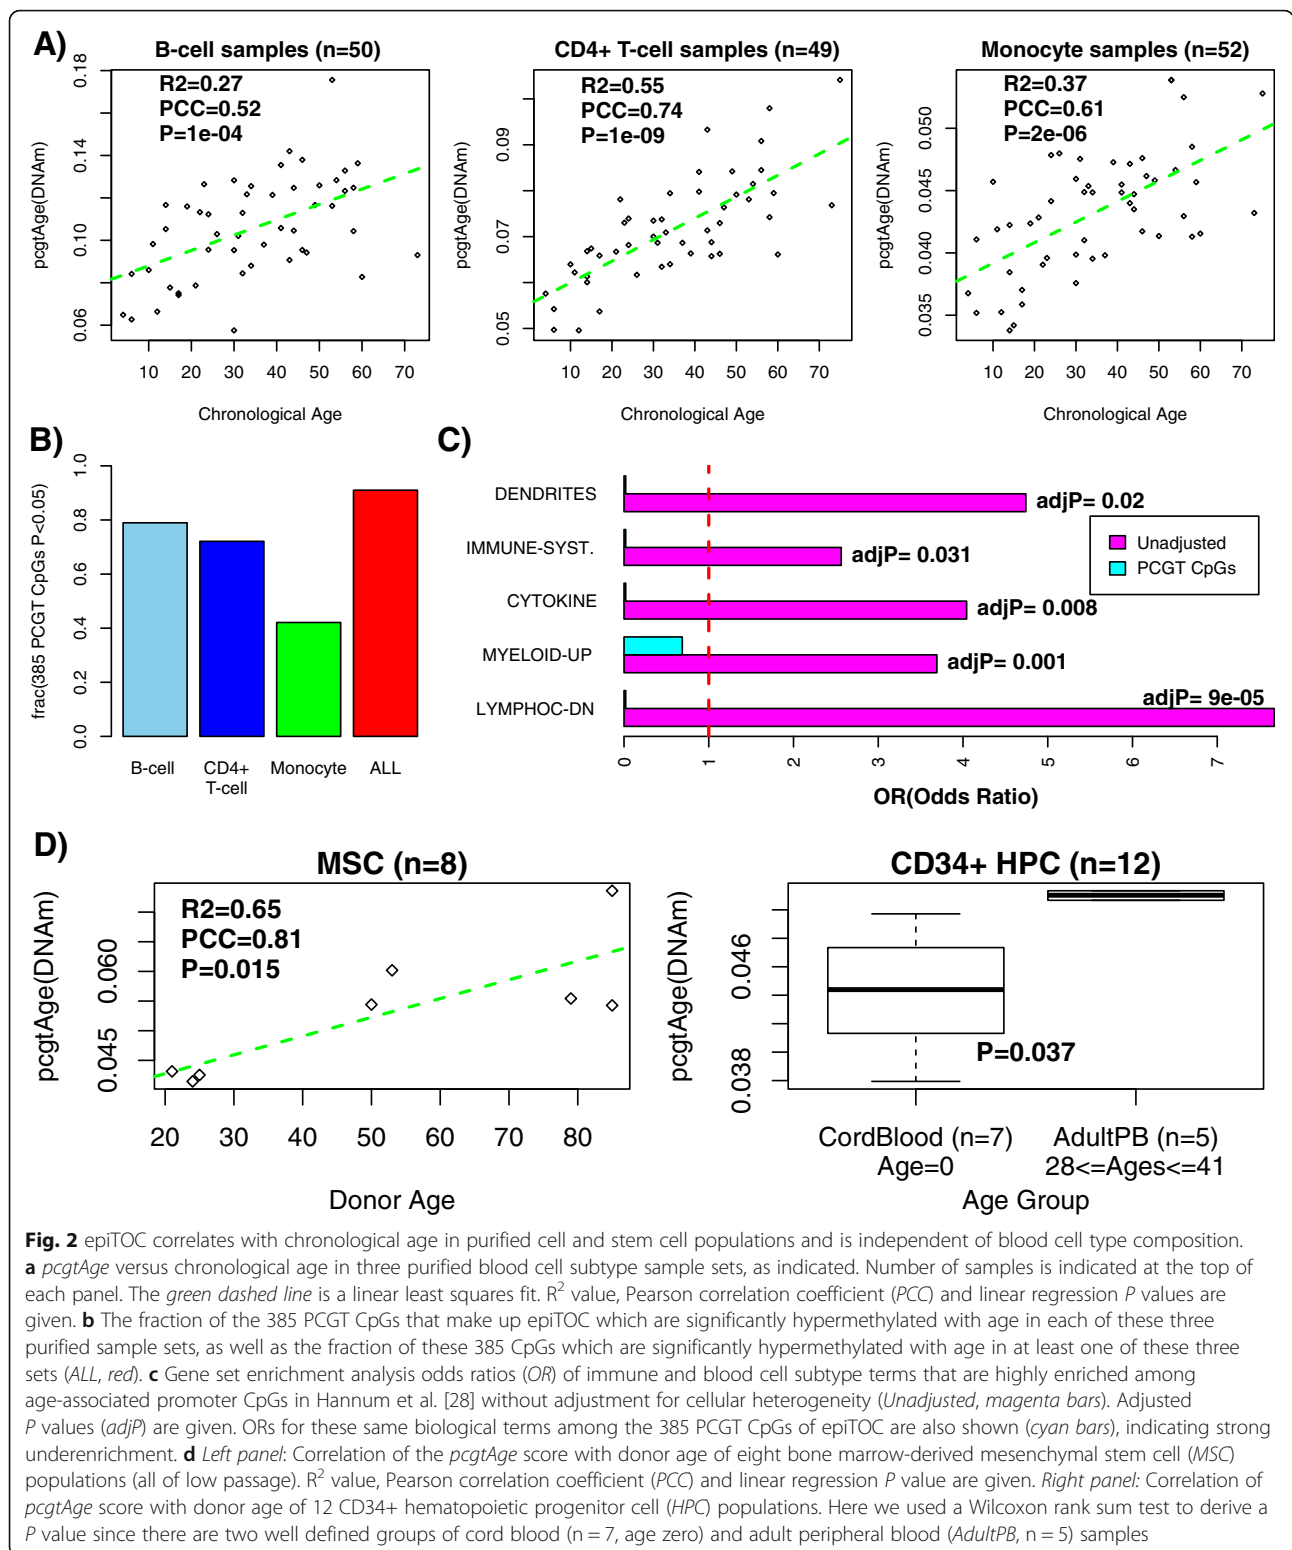 A)
B-cell samples (n=50)
R2=0.27
PCC=0.52
P=1e-04
pcgtAge(DNAm)
0.06 0.10 0.14 0.18
10 20 30 40 50 60 70
Chronological Age
CD4+ T-cell samples (n=49)
R2=0.55
PCC=0.74
P=1e-09
pcgtAge(DNAm)
0.05 0.07 0.09
10 20 30 40 50 60 70
Chronological Age
Monocyte samples (n=52)
R2=0.37
PCC=0.61
P=2e-06
pcgtAge(DNAm)
0.035 0.040 0.045 0.050
10 20 30 40 50 60 70
Chronological Age
B)
frac(385 PCGT CpGs P<0.05)
0.0 0.2 0.4 0.6 0.8 1.0
B-cell
CD4+
T-cell
Monocyte
ALL
C)
DENDRITES
adjP= 0.02
IMMUNE-SYST.
adjP= 0.031
CYTOKINE
adjP= 0.008
MYELOID-UP
adjP= 0.001
LYMPHOC-DN
adjP= 9e-05
Unadjusted
PCGT CpGs
0 1 2 3 4 5 6 7
OR(Odds Ratio)
D)
MSC (n=8)
R2=0.65
PCC=0.81
P=0.015
pcgtAge(DNAm)
0.045 0.060
20 30 40 50 60 70 80
Donor Age
CD34+ HPC (n=12)
pcgtAge(DNAm)
0.038 0.046
P=0.037
CordBlood (n=7)
Age=0
AdultPB (n=5)
28<=Ages<=41
Age Group
Fig. 2 epiTOC correlates with chronological age in purified cell and stem cell populations and is independent of blood cell type composition.
a pcgtAge versus chronological age in three purified blood cell subtype sample sets, as indicated. Number of samples is indicated at the top of
each panel. The green dashed line is a linear least squares fit. R² value, Pearson correlation coefficient (PCC) and linear regression P values are
given. b The fraction of the 385 PCGT CpGs that make up epiTOC which are significantly hypermethylated with age in each of these three
purified sample sets, as well as the fraction of these 385 CpGs which are significantly hypermethylated with age in at least one of these three
sets (ALL, red). c Gene set enrichment analysis odds ratios (OR) of immune and blood cell subtype terms that are highly enriched among
age-associated promoter CpGs in Hannum et al. [28] without adjustment for cellular heterogeneity (Unadjusted, magenta bars). Adjusted
P values (adjP) are given. ORs for these same biological terms among the 385 PCGT CpGs of epiTOC are also shown (cyan bars), indicating strong
underenrichment. d Left panel: Correlation of the pcgtAge score with donor age of eight bone marrow-derived mesenchymal stem cell (MSC)
populations (all of low passage). R² value, Pearson correlation coefficient (PCC) and linear regression P value are given. Right panel: Correlation of
pcgtAge score with donor age of 12 CD34+ hematopoietic progenitor cell (HPC) populations. Here we used a Wilcoxon rank sum test to derive a
P value since there are two well defined groups of cord blood (n = 7, age zero) and adult peripheral blood (AdultPB, n = 5) samples